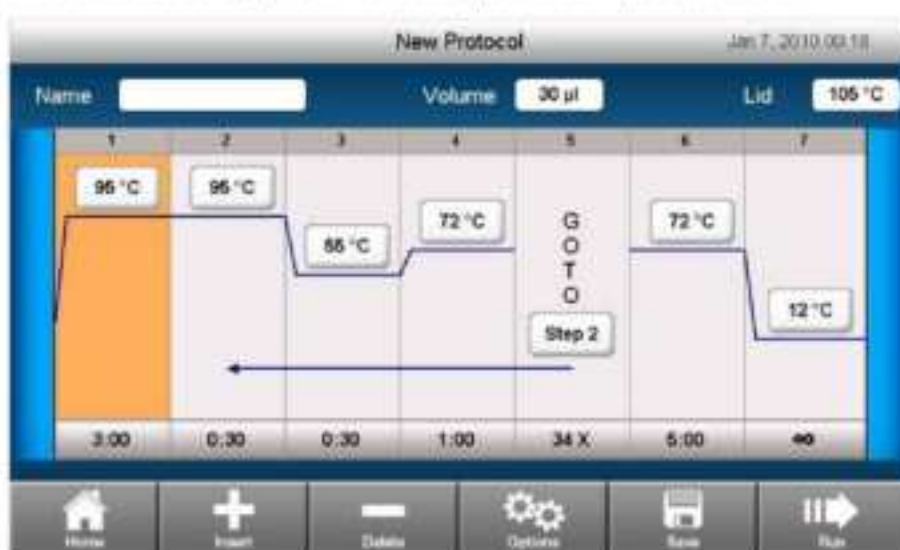 New Protocol Jan 7, 2010 00:18
Name Volume 30 µl Lid 105 °C
1 2 3 4 5 6 7
95 °C 95 °C 55 °C 72 °C GOTO Step 2 72 °C 12 °C
3:00 0:30 0:30 1:00 34 X 5:00 ∞
Home Insert Delete Options Save Run